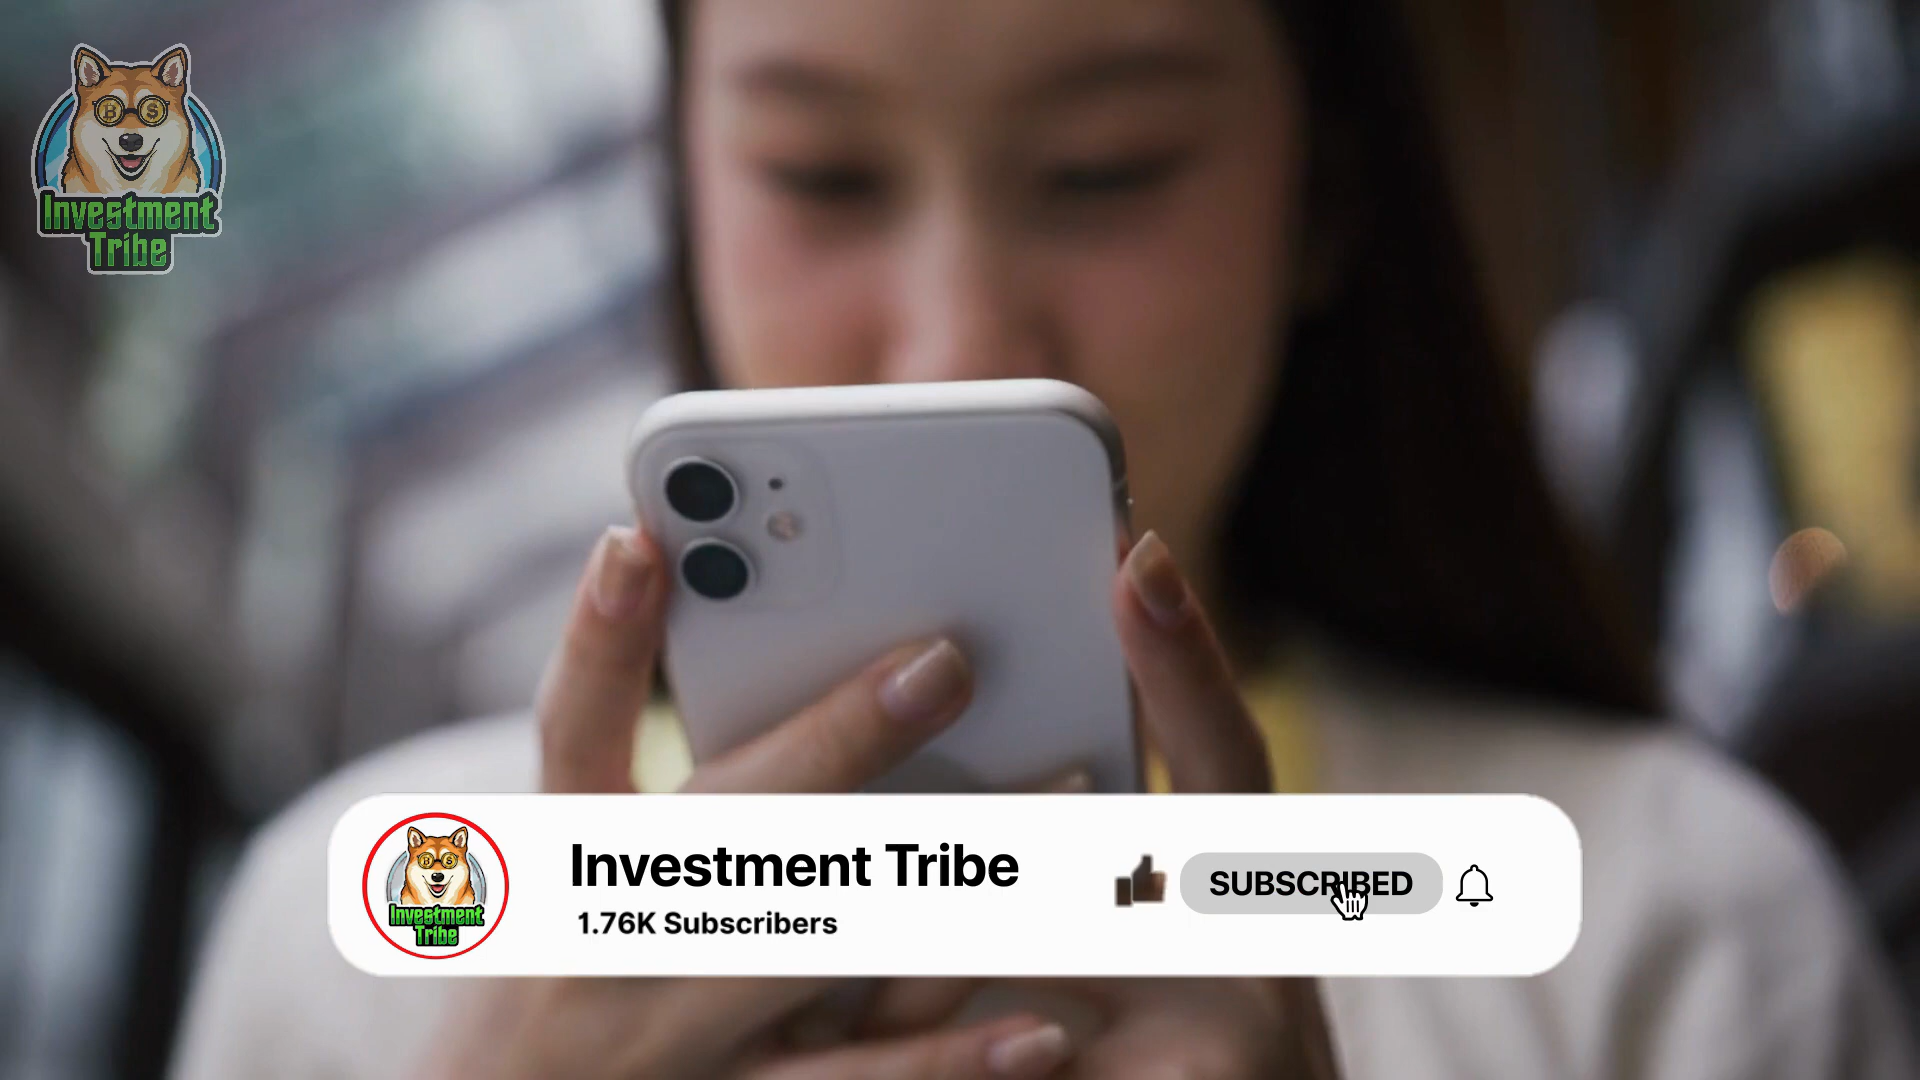 Investment
Tribe
Investment Tribe
1.76K Subscribers
SUBSCRIBED
Investment
Tribe